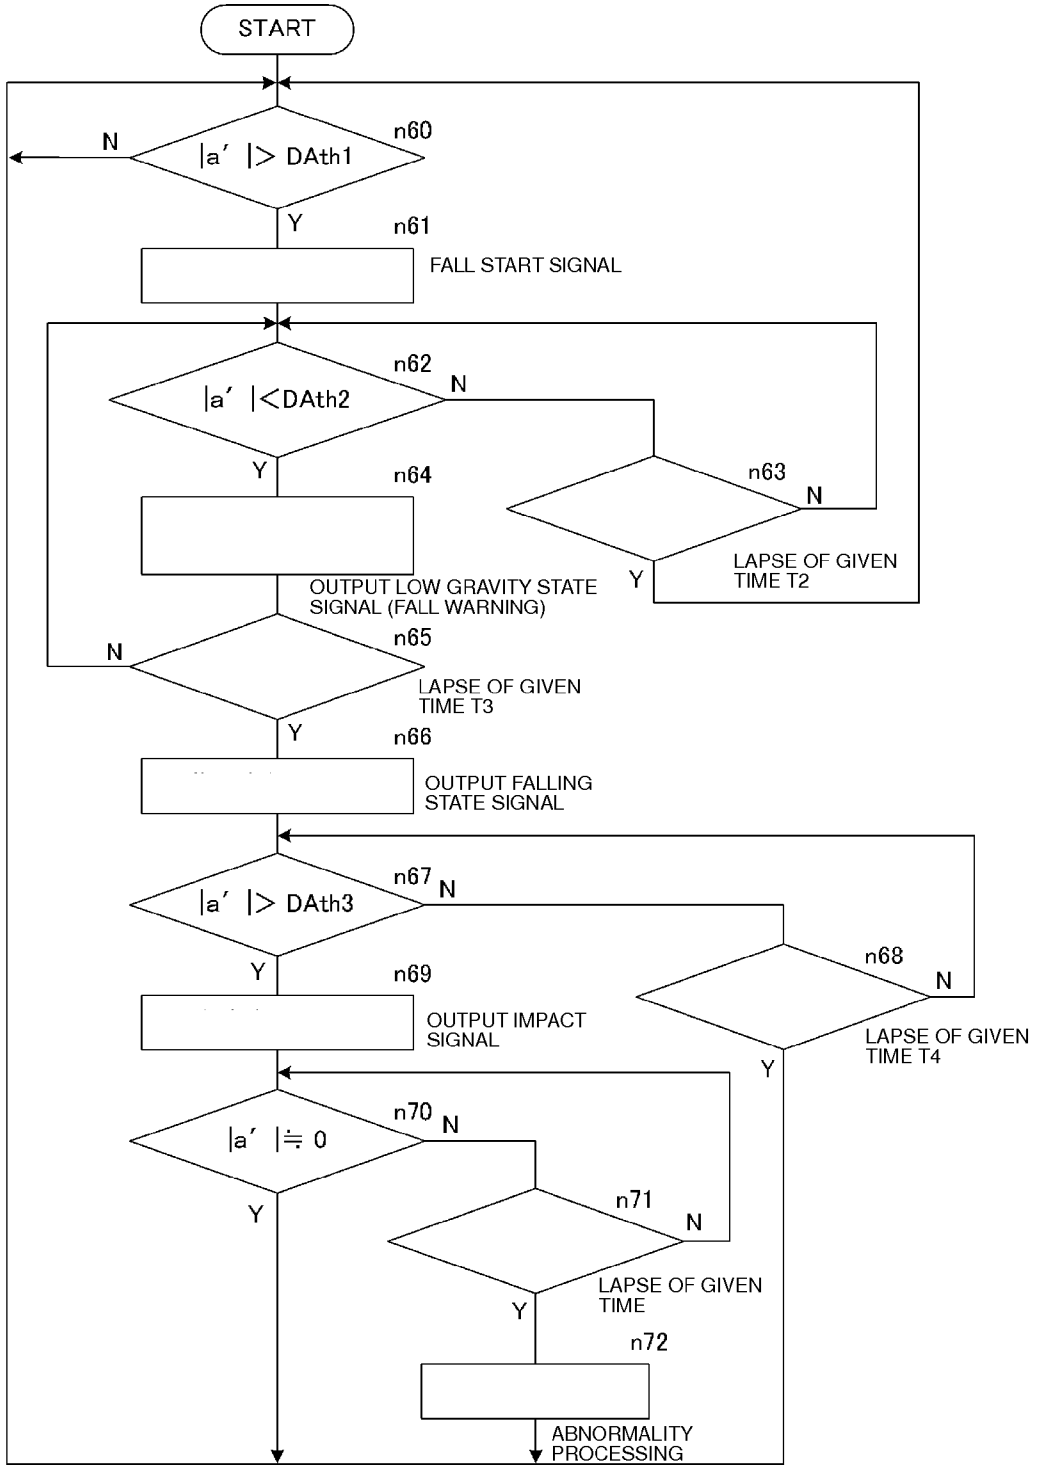 START
n60
N
|a′ |> DAth1
Y
n61
FALL START SIGNAL
n62
N
|a′ |<DAth2
Y
n64
n63
N
LAPSE OF GIVEN
TIME T2
Y
OUTPUT LOW GRAVITY STATE
SIGNAL (FALL WARNING)
n65
N
LAPSE OF GIVEN
TIME T3
Y
n66
OUTPUT FALLING
STATE SIGNAL
n67
N
|a′ |> DAth3
Y
n68
N
n69
OUTPUT IMPACT
SIGNAL
LAPSE OF GIVEN
TIME T4
Y
n70
N
|a′ |≒ 0
Y
n71
N
LAPSE OF GIVEN
TIME
Y
n72
ABNORMALITY
PROCESSING